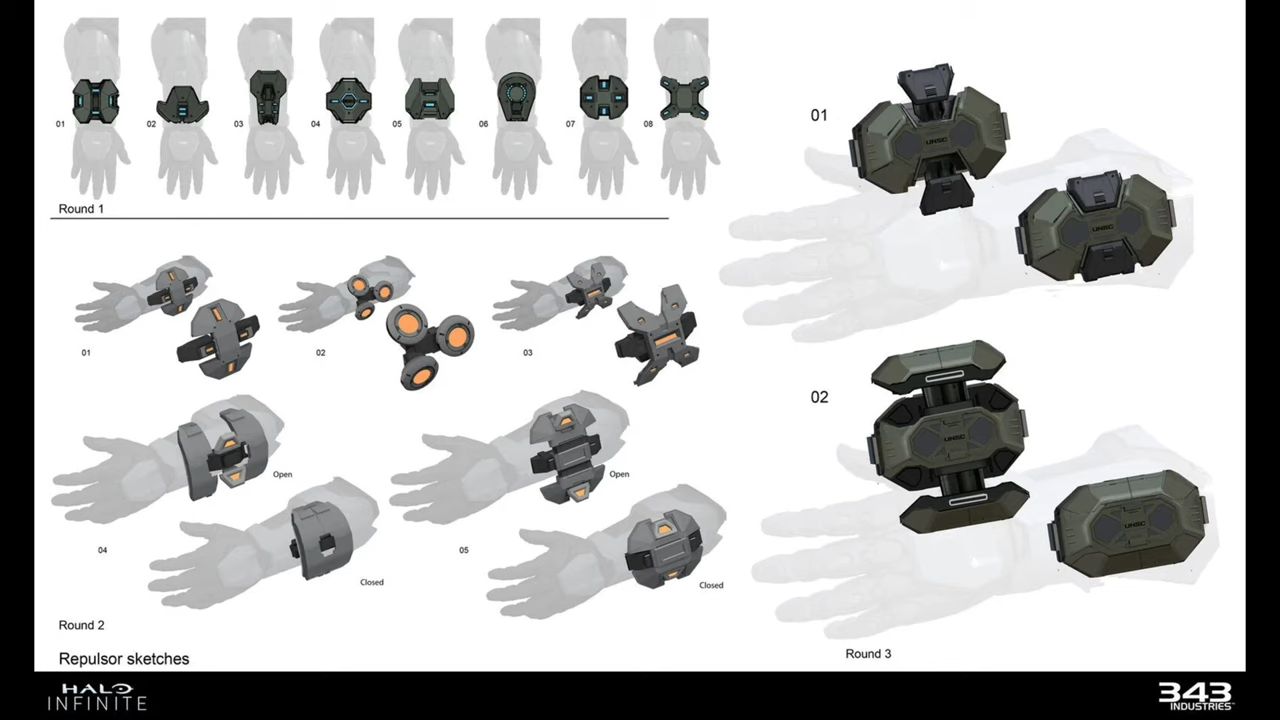 01
02
03
04
05
06
07
08
Round 1
01
02
03
Open
Open
04
Closed
05
Closed
Round 2
Repulsor sketches
01
UNSC
UNSC
02
UNSC
UNSC
Round 3
HALO
INFINITE
343
INDUSTRIES